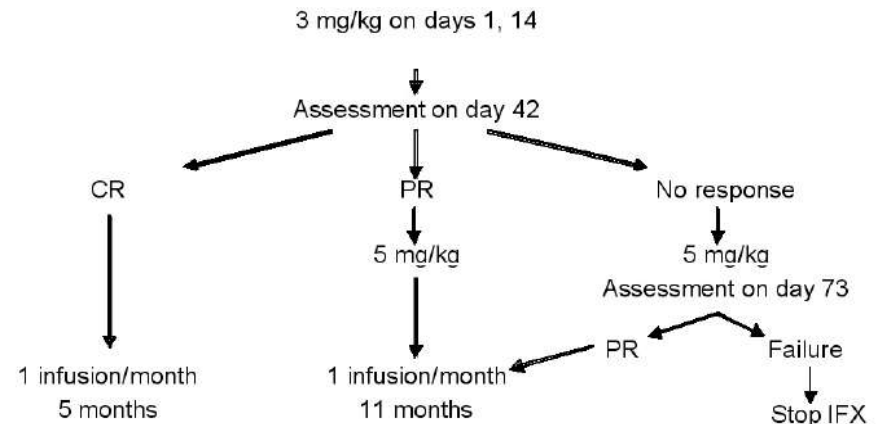 3 mg/kg on days 1, 14
Assessment on day 42
CR
PR
No response
5 mg/kg
5 mg/kg
Assessment on day 73
PR
Failure
1 infusion/month
5 months
1 infusion/month
11 months
Stop IFX